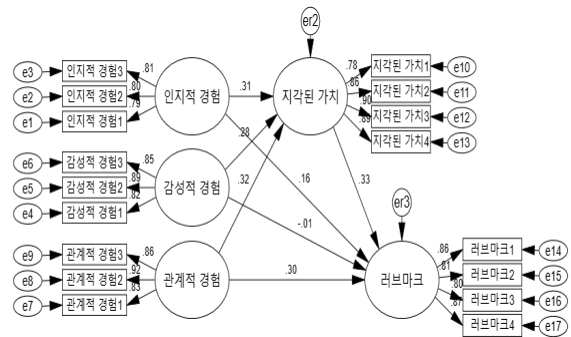 er2
e3 인지적 경험3 .81
e2 인지적 경험2 .80
e1 인지적 경험1 .79
인지적 경험
.31
지각된 가치
.78 지각된 가치1 e10
.86 지각된 가치2 e11
.90 지각된 가치3 e12
.89 지각된 가치4 e13
e6 감성적 경험3 .85
e5 감성적 경험2 .89
e4 감성적 경험1 .82
감성적 경험
.28
.32
.16
.33
-.01
er3
e9 관계적 경험3 .86
e8 관계적 경험2 .92
e7 관계적 경험1 .83
관계적 경험
.30
러브마크
.86 러브마크1 e14
.81 러브마크2 e15
.80 러브마크3 e16
.87 러브마크4 e17